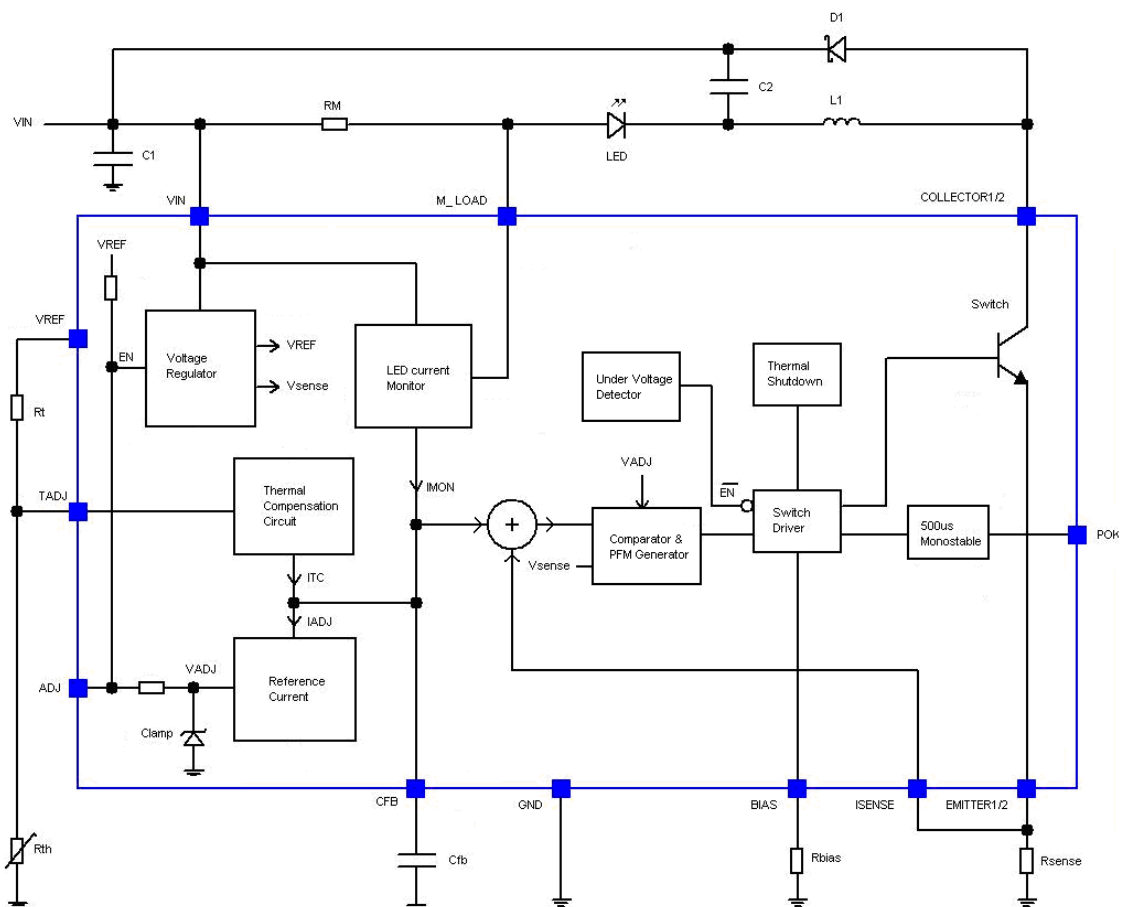 D1
C2
RM
L1
VIN
LED
C1
VIN
M_LOAD
COLLECTOR1/2
VREF
Switch
VREF
EN
Voltage
Regulator
VREF
Vsense
LED current
Monitor
Under Voltage
Detector
Thermal
Shutdown
Rt
TADJ
Thermal
Compensation
Circuit
IMON
VADJ
EN
+
Comparator &
PFM Generator
Switch
Driver
500us
Monostable
POK
Vsense
ITC
IADJ
VADJ
ADJ
Reference
Current
Clamp
CFB
GND
BIAS
ISENSE
EMITTER1/2
Rth
Cfb
Rbias
Rsense